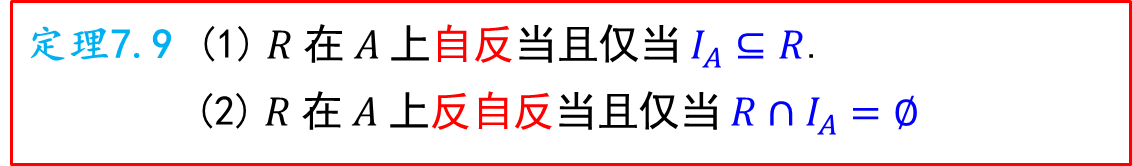 定理7.9 (1) R 在 A 上自反当且仅当 I_A ⊆ R.
(2) R 在 A 上反自反当且仅当 R ∩ I_A = ∅